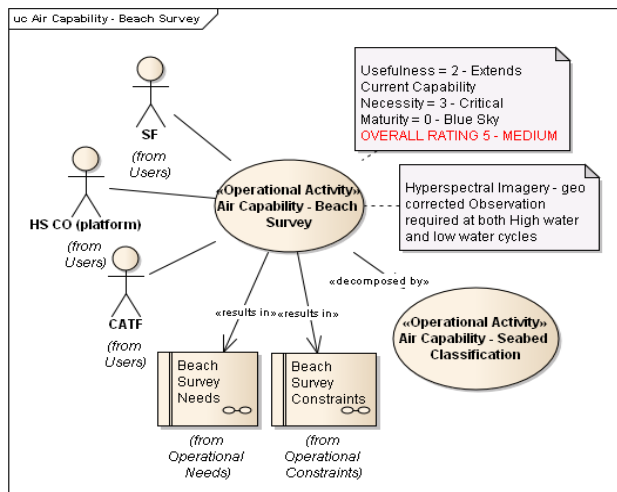 uc Air Capability - Beach Survey
SF
(from
Users)
HS CO (platform)
(from
Users)
CATF
(from
Users)
«Operational Activity»
Air Capability - Beach
Survey
Usefulness = 2 - Extends
Current Capability
Necessity = 3 - Critical
Maturity = 0 - Blue Sky
OVERALL RATING 5 - MEDIUM
Hyperspectral Imagery - geo
corrected Observation
required at both High water
and low water cycles
«decomposed by»
«results in»
«results in»
«Operational Activity»
Air Capability - Seabed
Classification
Beach
Survey
Needs
(from
Operational
Needs)
Beach
Survey
Constraints
(from
Operational
Constraints)